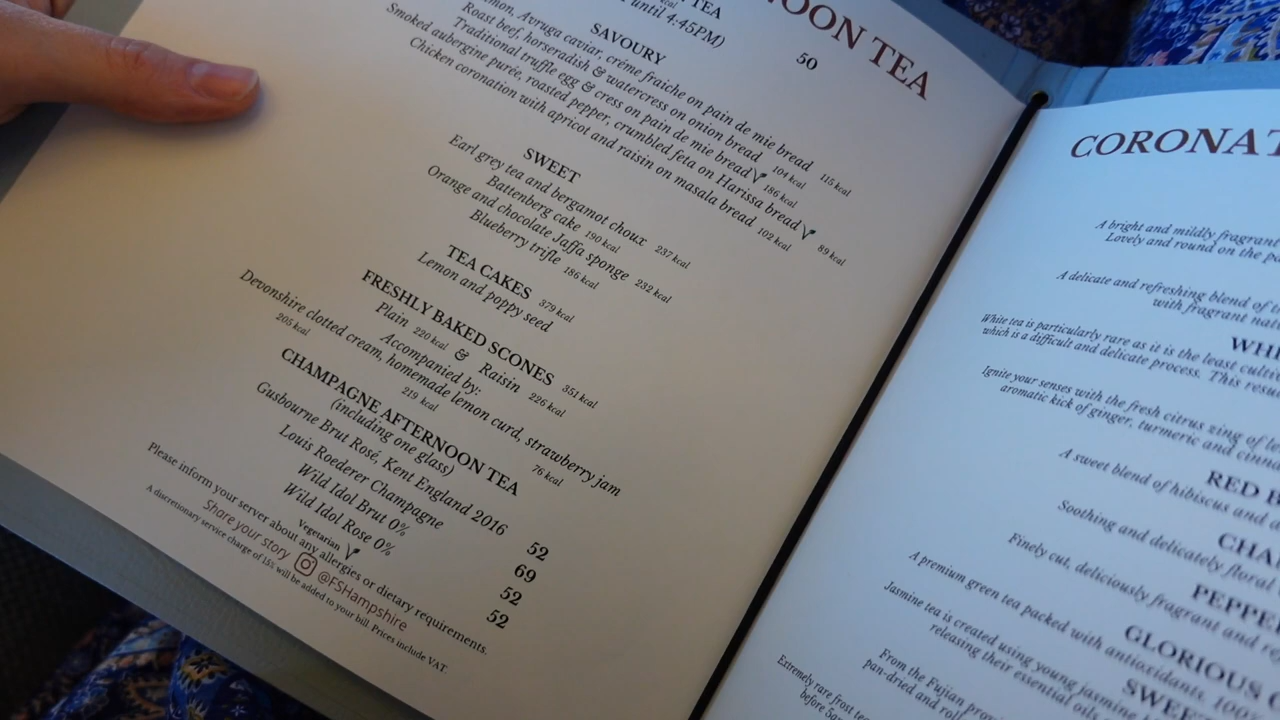 OON TEA
50
TEA
until 4:45PM)
SAVOURY
Avruga caviar, crème fraiche on pain de mie bread 115 kcal
Roast beef, horseradish & watercress on onion bread 104 kcal
Traditional truffle egg & cress on pain de mie bread 186 kcal
Smoked aubergine purée, roasted pepper, crumbled feta on Harissa bread 89 kcal
Chicken coronation with apricot and raisin on masala bread 102 kcal
SWEET
Earl grey tea and bergamot choux 237 kcal
Battenberg cake 190 kcal
Orange and chocolate Jaffa sponge 232 kcal
Blueberry trifle 186 kcal
TEA CAKES 379 kcal
Lemon and poppy seed
FRESHLY BAKED SCONES 351 kcal
Plain 220 kcal & Raisin 226 kcal
Accompanied by:
Devonshire clotted cream, homemade lemon curd, strawberry jam
205 kcal 219 kcal 76 kcal
CHAMPAGNE AFTERNOON TEA
(including one glass)
Gusbourne Brut Rosé, Kent England 2016 52
Louis Roederer Champagne 69
Wild Idol Brut 0% 52
Wild Idol Rose 0% 52
Vegetarian
Please inform your server about any allergies or dietary requirements.
Share your story @FSHampshire
A discretionary service charge of 15% will be added to your bill. Prices include VAT.
CORONAT
A bright and mildly fragrant
Lovely and round on the pa
A delicate and refreshing blend of
with fragrant nat
WHI
White tea is particularly rare as it is the least cultiv
which is a difficult and delicate process. This resu
Ignite your senses with the fresh citrus zing of le
aromatic kick of ginger, turmeric and cinna
RED B
A sweet blend of hibiscus and
CHA
Soothing and delicately floral
PEPPE
Finely cut, deliciously fragrant and re
GLORIOUS
A premium green tea packed with antioxidants. 100%
SWEE
Jasmine tea is created using young jasmine
releasing their essential oils
From the Fujian prov
pan-dried and roll
Extremely rare frost tea
before 5a